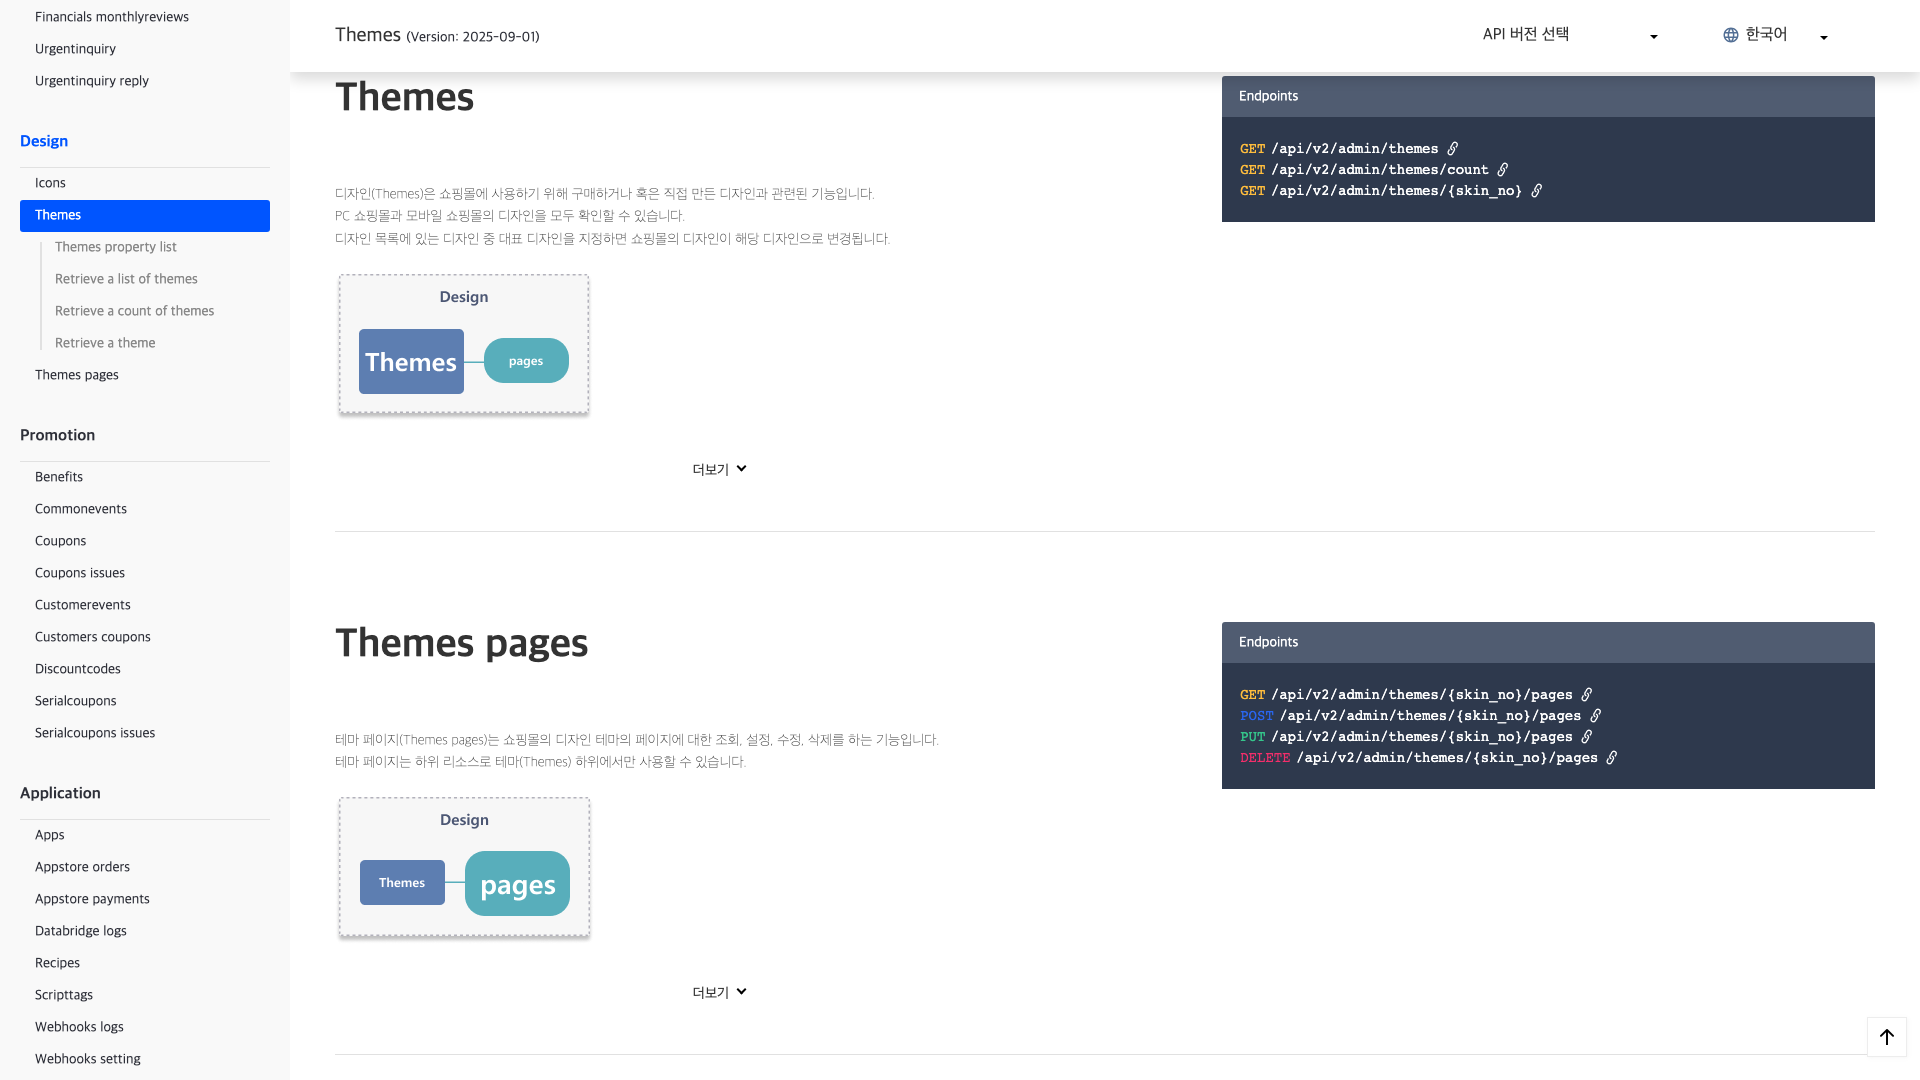 Financials monthlyreviews
Urgentinquiry
Urgentinquiry reply
Design
Icons
Themes
Themes property list
Retrieve a list of themes
Retrieve a count of themes
Retrieve a theme
Themes pages
Promotion
Benefits
Commonevents
Coupons
Coupons issues
Customerevents
Customers coupons
Discountcodes
Serialcoupons
Serialcoupons issues
Application
Apps
Appstore orders
Appstore payments
Databridge logs
Recipes
Scripttags
Webhooks logs
Webhooks setting
Themes (Version: 2025-09-01)
API 버전 선택
한국어
Themes
디자인(Themes)은 쇼핑몰에 사용하기 위해 구매하거나 혹은 직접 만든 디자인과 관련된 기능입니다.
PC 쇼핑몰과 모바일 쇼핑몰의 디자인을 모두 확인할 수 있습니다.
디자인 목록에 있는 디자인 중 대표 디자인을 지정하면 쇼핑몰의 디자인이 해당 디자인으로 변경됩니다.
Design
Themes
pages
더보기
Endpoints
GET /api/v2/admin/themes
GET /api/v2/admin/themes/count
GET /api/v2/admin/themes/{skin_no}
Themes pages
테마 페이지(Themes pages)는 쇼핑몰의 디자인 테마의 페이지에 대한 조회, 설정, 수정, 삭제를 하는 기능입니다.
테마 페이지는 하위 리소스로 테마(Themes) 하위에서만 사용할 수 있습니다.
Design
Themes
pages
더보기
Endpoints
GET /api/v2/admin/themes/{skin_no}/pages
POST /api/v2/admin/themes/{skin_no}/pages
PUT /api/v2/admin/themes/{skin_no}/pages
DELETE /api/v2/admin/themes/{skin_no}/pages